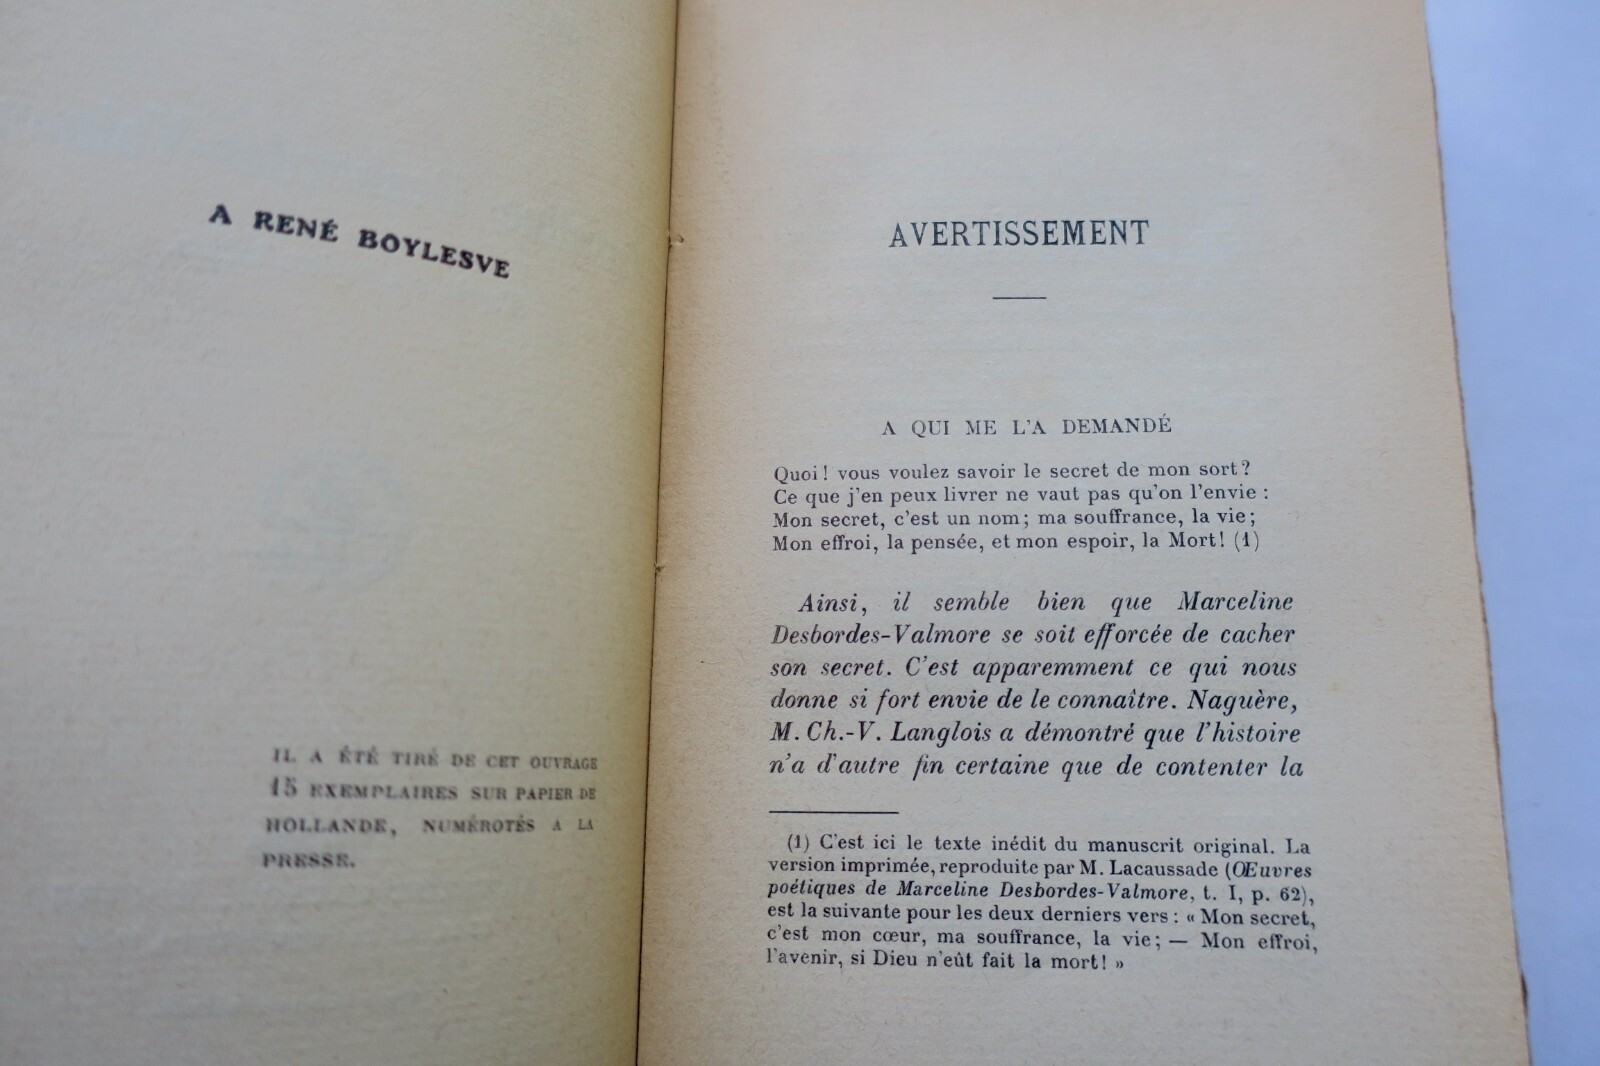 A RENÉ BOYLESVE
IL A ÉTÉ TIRÉ DE CET OUVRAGE
15 EXEMPLAIRES SUR PAPIER DE
HOLLANDE, NUMÉROTÉS A LA
PRESSE.
AVERTISSEMENT
A QUI ME L'A DEMANDÉ
Quoi! vous voulez savoir le secret de mon sort?
Ce que j'en peux livrer ne vaut pas qu'on l'envie :
Mon secret, c'est un nom; ma souffrance, la vie;
Mon effroi, la pensée, et mon espoir, la Mort! (1)
Ainsi, il semble bien que Marceline
Desbordes-Valmore se soit efforcée de cacher
son secret. C'est apparemment ce qui nous
donne si fort envie de le connaître. Naguère,
M. Ch.-V. Langlois a démontré que l'histoire
n'a d'autre fin certaine que de contenter la
(1) C'est ici le texte inédit du manuscrit original. La
version imprimée, reproduite par M. Lacaussade (Œuvres
poétiques de Marceline Desbordes-Valmore, t. I, p. 62),
est la suivante pour les deux derniers vers : « Mon secret,
c'est mon cœur, ma souffrance, la vie; — Mon effroi,
l'avenir, si Dieu n'eût fait la mort! »